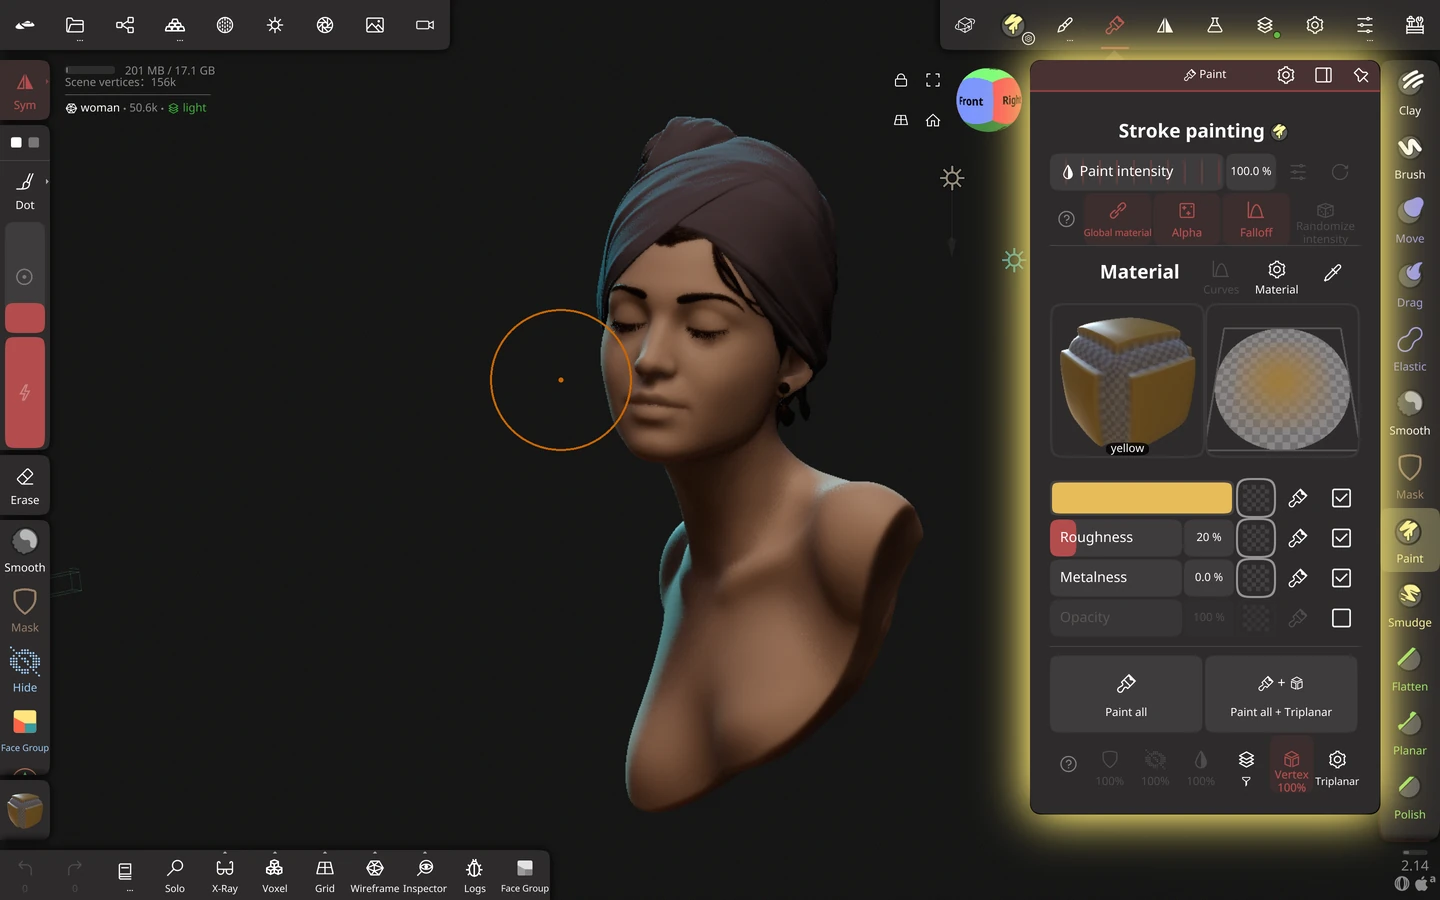 201 MB / 17.1 GB
Scene vertices: 156k
woman • 50.6k • light
Sym
Dot
Erase
Smooth
Mask
Hide
Face Group
Front
Right
Paint
Stroke painting
Paint intensity
100.0 %
Global material
Alpha
Falloff
Randomize
intensity
Material
Curves
Material
yellow
Roughness
20 %
Metalness
0.0 %
Opacity
100 %
Paint all
Paint all + Triplanar
100%
100%
100%
Vertex
100%
Triplanar
Clay
Brush
Move
Drag
Elastic
Smooth
Mask
Paint
Smudge
Flatten
Planar
Polish
0
0
...
Solo
X-Ray
Voxel
Grid
Wireframe
Inspector
Logs
Face Group
2.14
a